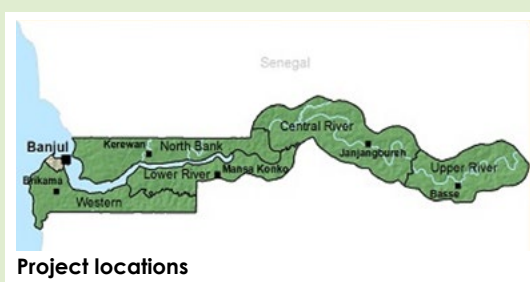 Senegal
Central River
Banjul
Kerewan
North Bank
Janjangbureh
Lower River
Mansa Konko
Upper River
Brikama
Basse
Western
Project locations